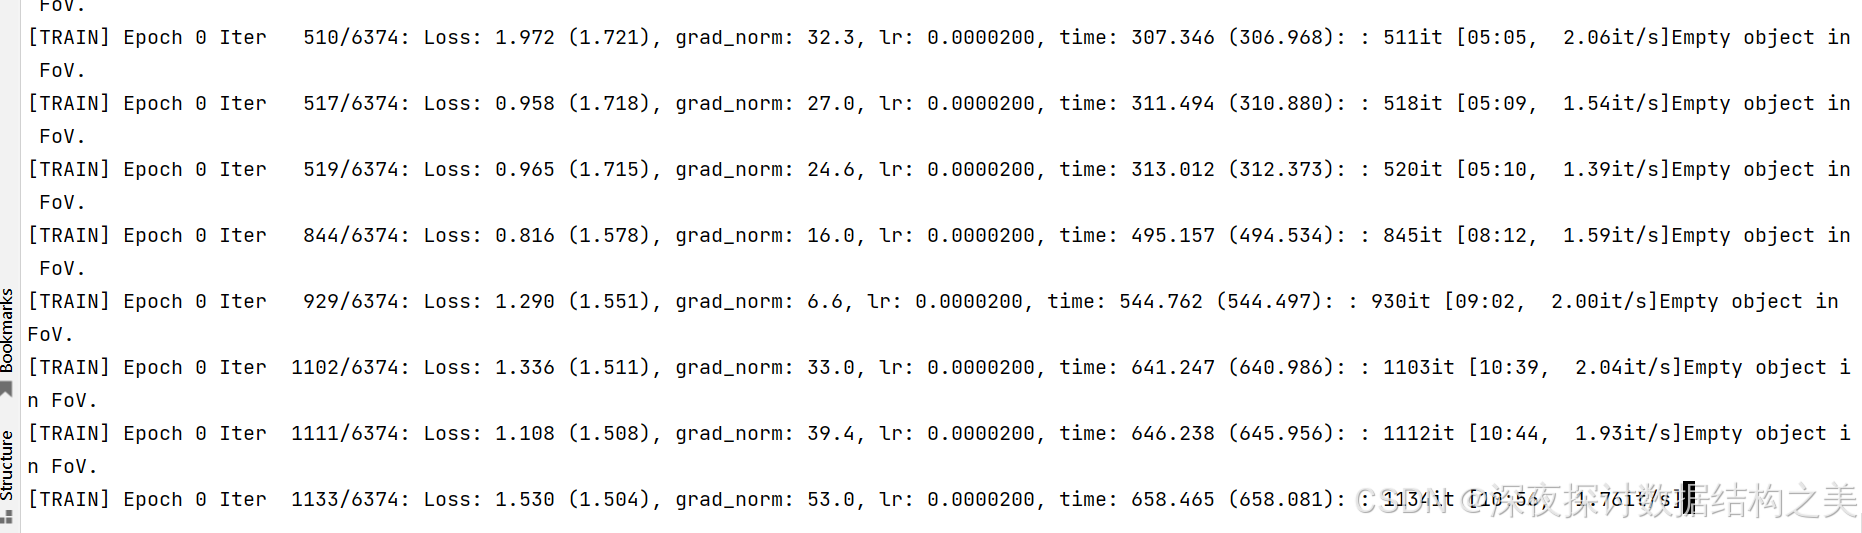 FoV.
[TRAIN] Epoch 0 Iter   510/6374: Loss: 1.972 (1.721), grad_norm: 32.3, lr: 0.0000200, time: 307.346 (306.968): : 511it [05:05,  2.06it/s]Empty object in
FoV.
[TRAIN] Epoch 0 Iter   517/6374: Loss: 0.958 (1.718), grad_norm: 27.0, lr: 0.0000200, time: 311.494 (310.880): : 518it [05:09,  1.54it/s]Empty object in
FoV.
[TRAIN] Epoch 0 Iter   519/6374: Loss: 0.965 (1.715), grad_norm: 24.6, lr: 0.0000200, time: 313.012 (312.373): : 520it [05:10,  1.39it/s]Empty object in
FoV.
[TRAIN] Epoch 0 Iter   844/6374: Loss: 0.816 (1.578), grad_norm: 16.0, lr: 0.0000200, time: 495.157 (494.534): : 845it [08:12,  1.59it/s]Empty object in
FoV.
[TRAIN] Epoch 0 Iter   929/6374: Loss: 1.290 (1.551), grad_norm: 6.6, lr: 0.0000200, time: 544.762 (544.497): : 930it [09:02,  2.00it/s]Empty object in
FoV.
[TRAIN] Epoch 0 Iter  1102/6374: Loss: 1.336 (1.511), grad_norm: 33.0, lr: 0.0000200, time: 641.247 (640.986): : 1103it [10:39,  2.04it/s]Empty object i
n FoV.
[TRAIN] Epoch 0 Iter  1111/6374: Loss: 1.108 (1.508), grad_norm: 39.4, lr: 0.0000200, time: 646.238 (645.956): : 1112it [10:44,  1.93it/s]Empty object i
n FoV.
[TRAIN] Epoch 0 Iter  1133/6374: Loss: 1.530 (1.504), grad_norm: 53.0, lr: 0.0000200, time: 658.465 (658.081): : 1134it [10:56,  1.76it/s]
Bookmarks
Structure
CSDN @深夜探讨数据结构之美